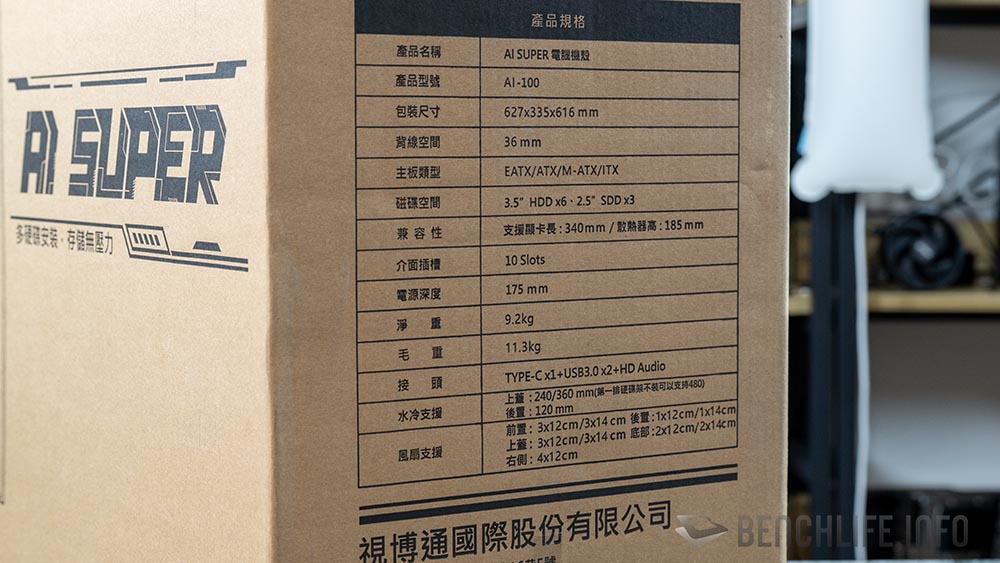 AI SUPER
多硬碟安裝、存儲無壓力
產品規格
產品名稱 AI SUPER 電腦機殼
產品型號 AI-100
包裝尺寸 627x335x616 mm
背線空間 36 mm
主板類型 EATX/ATX/M-ATX/ITX
磁碟空間 3.5" HDD x6、2.5" SDD x3
兼容性 支援顯卡長：340mm / 散熱器高：185mm
介面插槽 10 Slots
電源深度 175 mm
淨重 9.2kg
毛重 11.3kg
接頭 TYPE-C x1+USB3.0 x2+HD Audio
水冷支援 上蓋：240/360 mm(第一排硬碟架不裝可以支持480)
後置：120 mm
風扇支援 前置：3x12cm/3x14 cm 後置:1x12cm/1x14cm
上蓋：3x12cm/3x14 cm 底部:2x12cm/2x14cm
右側：4x12cm
視博通國際股份有限公司
BENCHLIFE.INFO